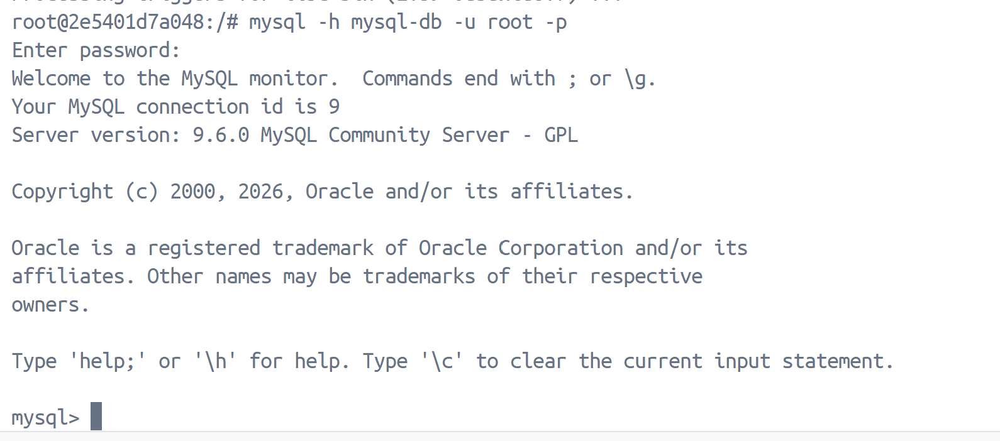 root@2e5401d7a048:/# mysql -h mysql-db -u root -p
Enter password:
Welcome to the MySQL monitor.  Commands end with ; or \g.
Your MySQL connection id is 9
Server version: 9.6.0 MySQL Community Server - GPL

Copyright (c) 2000, 2026, Oracle and/or its affiliates.

Oracle is a registered trademark of Oracle Corporation and/or its
affiliates. Other names may be trademarks of their respective
owners.

Type 'help;' or '\h' for help. Type '\c' to clear the current input statement.

mysql>